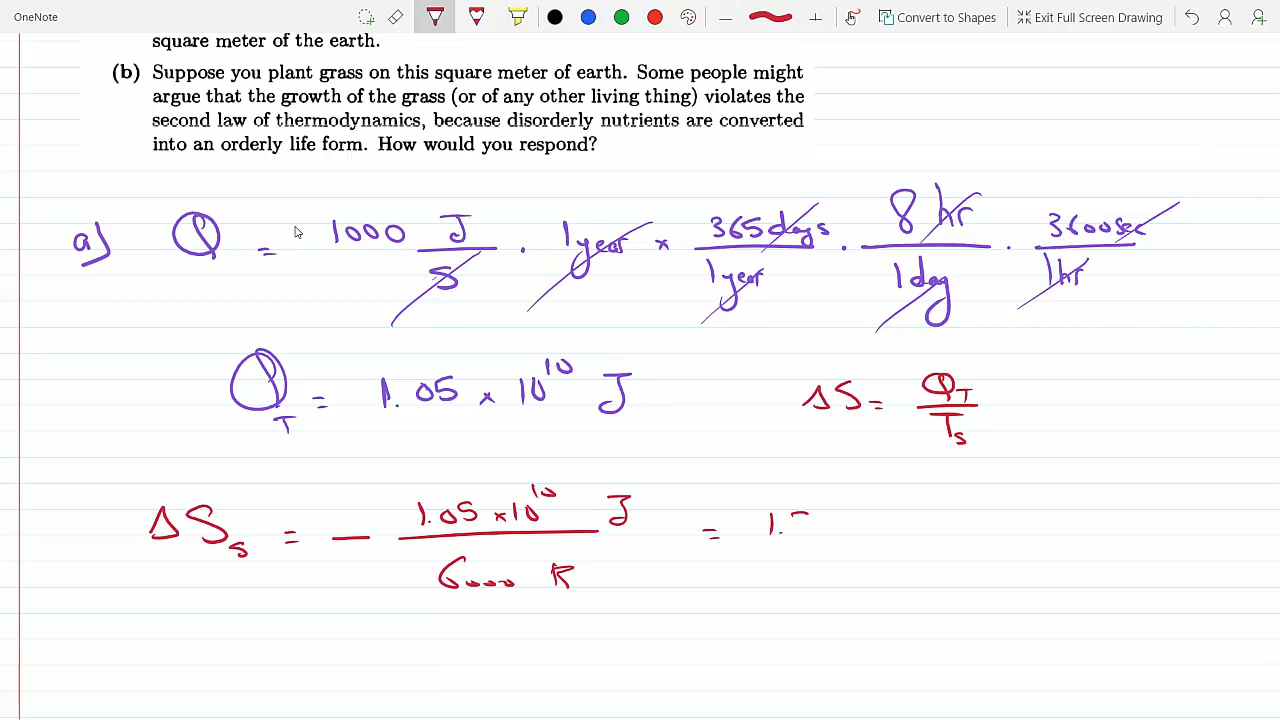 OneNote
Convert to Shapes
Exit Full Screen Drawing
square meter of the earth.
(b) Suppose you plant grass on this square meter of earth. Some people might
argue that the growth of the grass (or of any other living thing) violates the
second law of thermodynamics, because disorderly nutrients are converted
into an orderly life form. How would you respond?
a) Q = 1000 J/s · 1 year × 365 days/1 year · 8 hr/1 day · 3600 sec/1 hr
Q_T = 1.05 × 10^10 J
ΔS = Q_T/T_s
ΔS_s = − 1.05 × 10^10 J / 6000 K = 1.